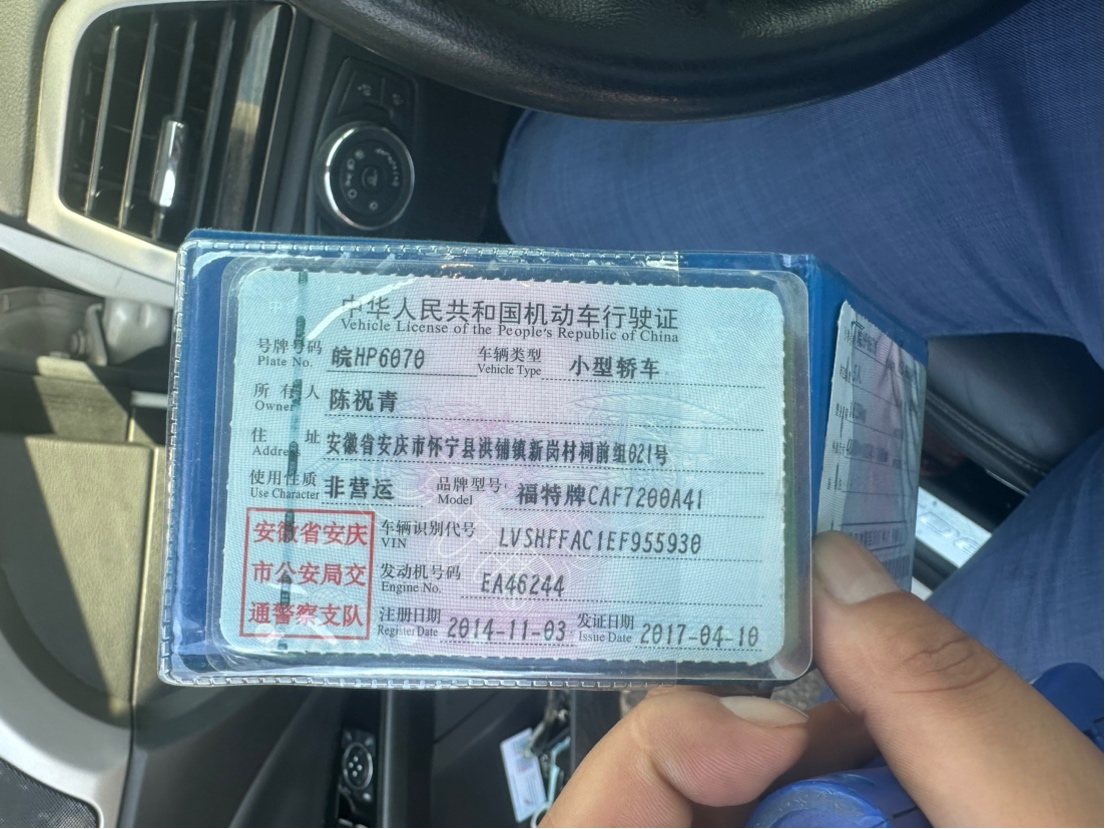 中华人民共和国机动车行驶证
Vehicle License of the People's Republic of China
号牌号码 皖HP6070 车辆类型 小型轿车
Plate No. Vehicle Type
所有人 陈祝青
Owner
住址 安徽省安庆市怀宁县洪铺镇新岗村祠前组021号
Address
使用性质 非营运 品牌型号 福特牌CAF7200A41
Use Character Model
安徽省安庆
市公安局交
通警察支队
车辆识别代号 LVSHFFAC1EF955930
VIN
发动机号码 EA46244
Engine No.
注册日期 2014-11-03 发证日期 2017-04-10
Register Date Issue Date